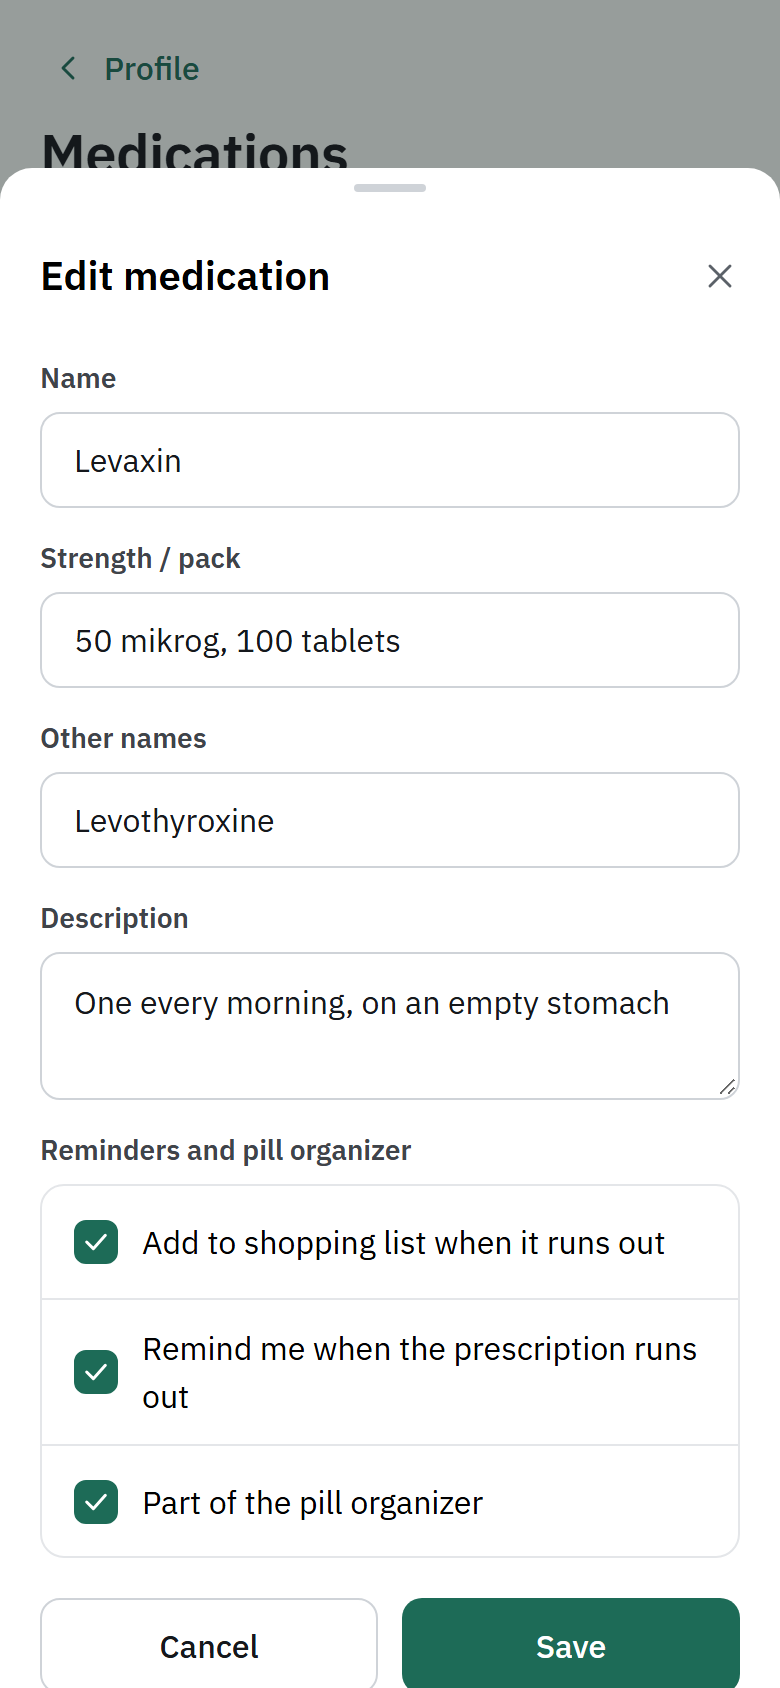 Profile
Medications
Edit medication
Name
Levaxin
Strength / pack
50 mikrog, 100 tablets
Other names
Levothyroxine
Description
One every morning, on an empty stomach
Reminders and pill organizer
Add to shopping list when it runs out
Remind me when the prescription runs
out
Part of the pill organizer
Cancel
Save